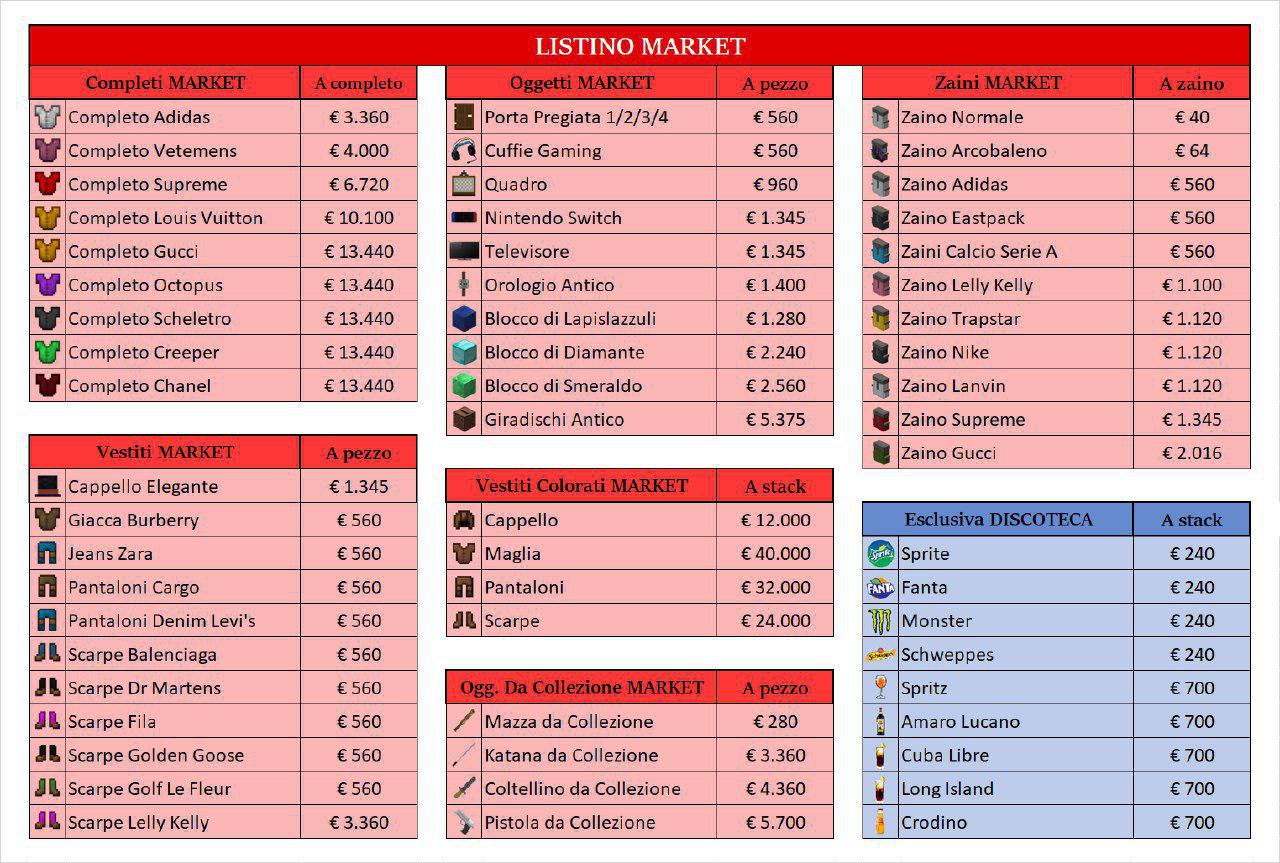 LISTINO MARKET
Completi MARKET A completo
Completo Adidas € 3.360
Completo Vetemens € 4.000
Completo Supreme € 6.720
Completo Louis Vuitton € 10.100
Completo Gucci € 13.440
Completo Octopus € 13.440
Completo Scheletro € 13.440
Completo Creeper € 13.440
Completo Chanel € 13.440
Vestiti MARKET A pezzo
Cappello Elegante € 1.345
Giacca Burberry € 560
Jeans Zara € 560
Pantaloni Cargo € 560
Pantaloni Denim Levi's € 560
Scarpe Balenciaga € 560
Scarpe Dr Martens € 560
Scarpe Fila € 560
Scarpe Golden Goose € 560
Scarpe Golf Le Fleur € 560
Scarpe Lelly Kelly € 3.360
Oggetti MARKET A pezzo
Porta Pregiata 1/2/3/4 € 560
Cuffie Gaming € 560
Quadro € 960
Nintendo Switch € 1.345
Televisore € 1.345
Orologio Antico € 1.400
Blocco di Lapislazzuli € 1.280
Blocco di Diamante € 2.240
Blocco di Smeraldo € 2.560
Giradischi Antico € 5.375
Vestiti Colorati MARKET A stack
Cappello € 12.000
Maglia € 40.000
Pantaloni € 32.000
Scarpe € 24.000
Ogg. Da Collezione MARKET A pezzo
Mazza da Collezione € 280
Katana da Collezione € 3.360
Coltellino da Collezione € 4.360
Pistola da Collezione € 5.700
Zaini MARKET A zaino
Zaino Normale € 40
Zaino Arcobaleno € 64
Zaino Adidas € 560
Zaino Eastpack € 560
Zaini Calcio Serie A € 560
Zaino Lelly Kelly € 1.100
Zaino Trapstar € 1.120
Zaino Nike € 1.120
Zaino Lanvin € 1.120
Zaino Supreme € 1.345
Zaino Gucci € 2.016
Esclusiva DISCOTECA A stack
Sprite Sprite € 240
FANTA Fanta € 240
Monster € 240
Schweppes € 240
Spritz € 700
Amaro Lucano € 700
Cuba Libre € 700
Long Island € 700
Crodino € 700